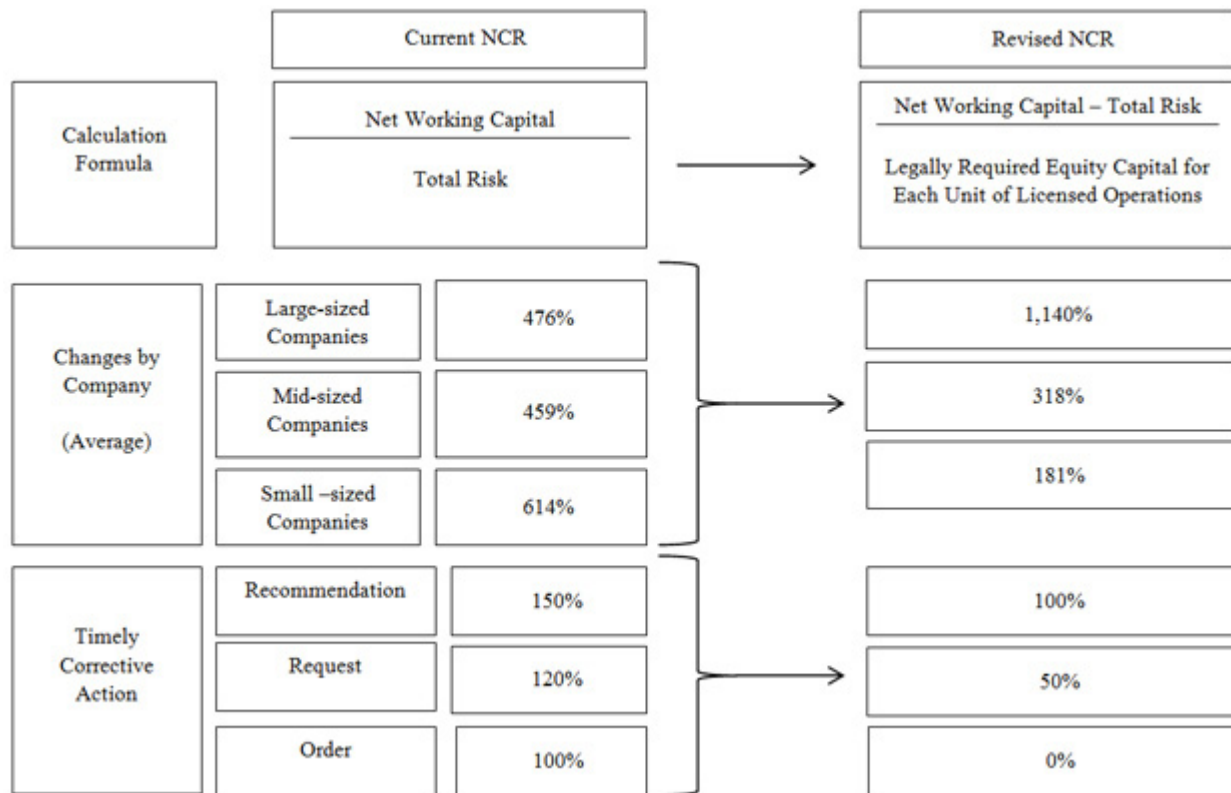 Current NCR
Revised NCR
Calculation
Formula
Net Working Capital
Total Risk
Net Working Capital – Total Risk
Legally Required Equity Capital for
Each Unit of Licensed Operations
Changes by
Company
(Average)
Large-sized
Companies
476%
1,140%
Mid-sized
Companies
459%
318%
Small –sized
Companies
614%
181%
Timely
Corrective
Action
Recommendation
150%
100%
Request
120%
50%
Order
100%
0%